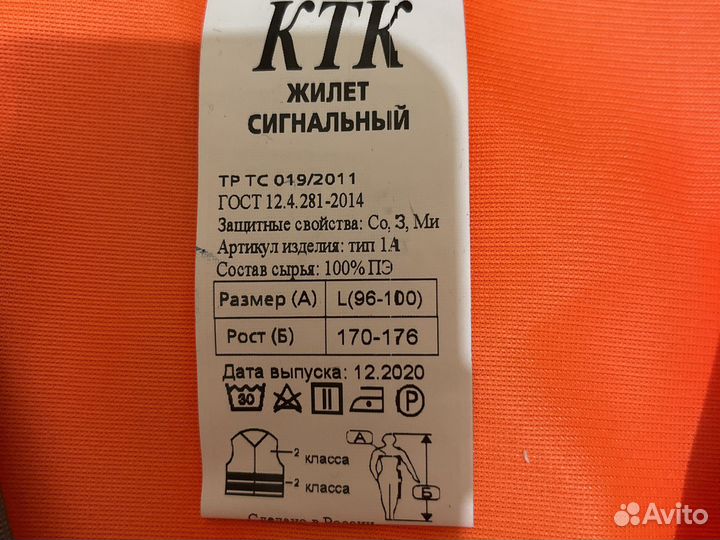 КТК
ЖИЛЕТ
СИГНАЛЬНЫЙ
ТР ТС 019/2011
ГОСТ 12.4.281-2014
Защитные свойства: Со, З, Ми
Артикул изделия: тип 1А
Состав сырья: 100% ПЭ
Размер (А) L(96-100)
Рост (Б) 170-176
Дата выпуска: 12.2020
30 P
2 класса
2 класса
А
Б
Сделано в России
Avito